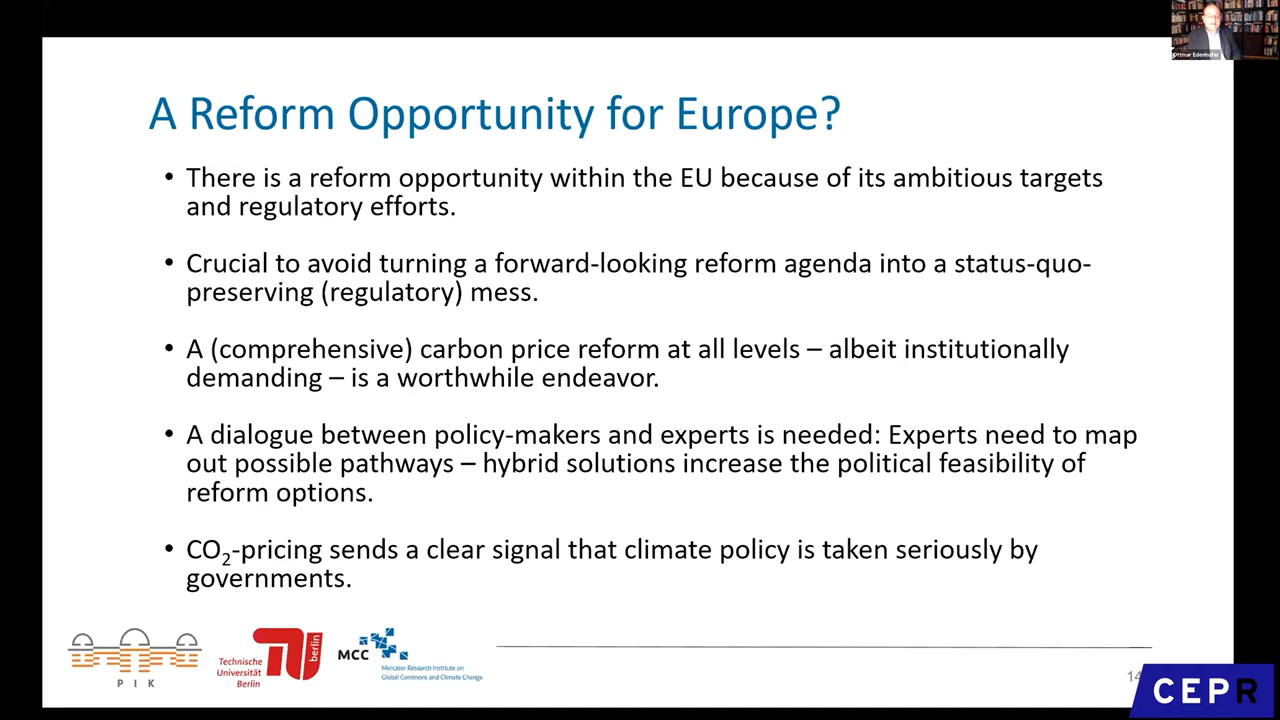 Ottmar Edenhofer
A Reform Opportunity for Europe?
• There is a reform opportunity within the EU because of its ambitious targets
and regulatory efforts.
• Crucial to avoid turning a forward-looking reform agenda into a status-quo-
preserving (regulatory) mess.
• A (comprehensive) carbon price reform at all levels – albeit institutionally
demanding – is a worthwhile endeavor.
• A dialogue between policy-makers and experts is needed: Experts need to map
out possible pathways – hybrid solutions increase the political feasibility of
reform options.
• CO₂-pricing sends a clear signal that climate policy is taken seriously by
governments.
PIK
Technische
Universität
Berlin
berlin
MCC
Mercator Research Institute on
Global Commons and Climate Change
14
CEPR